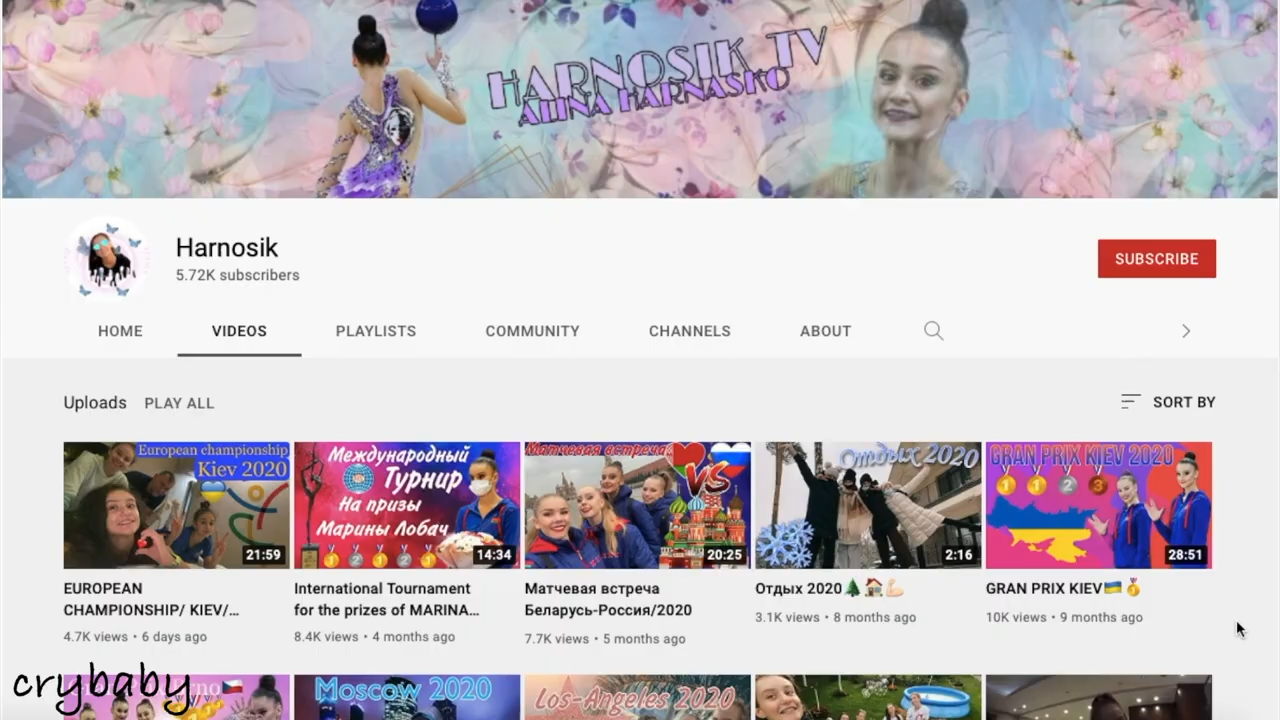 HARNOSIK TV
ALINA HARNASKO
Harnosik
5.72K subscribers
SUBSCRIBE
HOME
VIDEOS
PLAYLISTS
COMMUNITY
CHANNELS
ABOUT
Uploads
PLAY ALL
SORT BY
European championship
Kiev 2020
21:59
EUROPEAN
CHAMPIONSHIP/ KIEV/…
4.7K views • 6 days ago
Международный
Турнир
На призы
Марины Лобач
14:34
International Tournament
for the prizes of MARINA…
8.4K views • 4 months ago
Матчевая встреча
VS
20:25
Матчевая встреча
Беларусь-Россия/2020
7.7K views • 5 months ago
Отдых 2020
2:16
Отдых 2020🌲🏠💪🏻
3.1K views • 8 months ago
GRAN PRIX KIEV 2020
1 1 2 3
28:51
GRAN PRIX KIEV🇺🇦🥇
10K views • 9 months ago
crybaby
Moscow 2020
Los-Angeles 2020